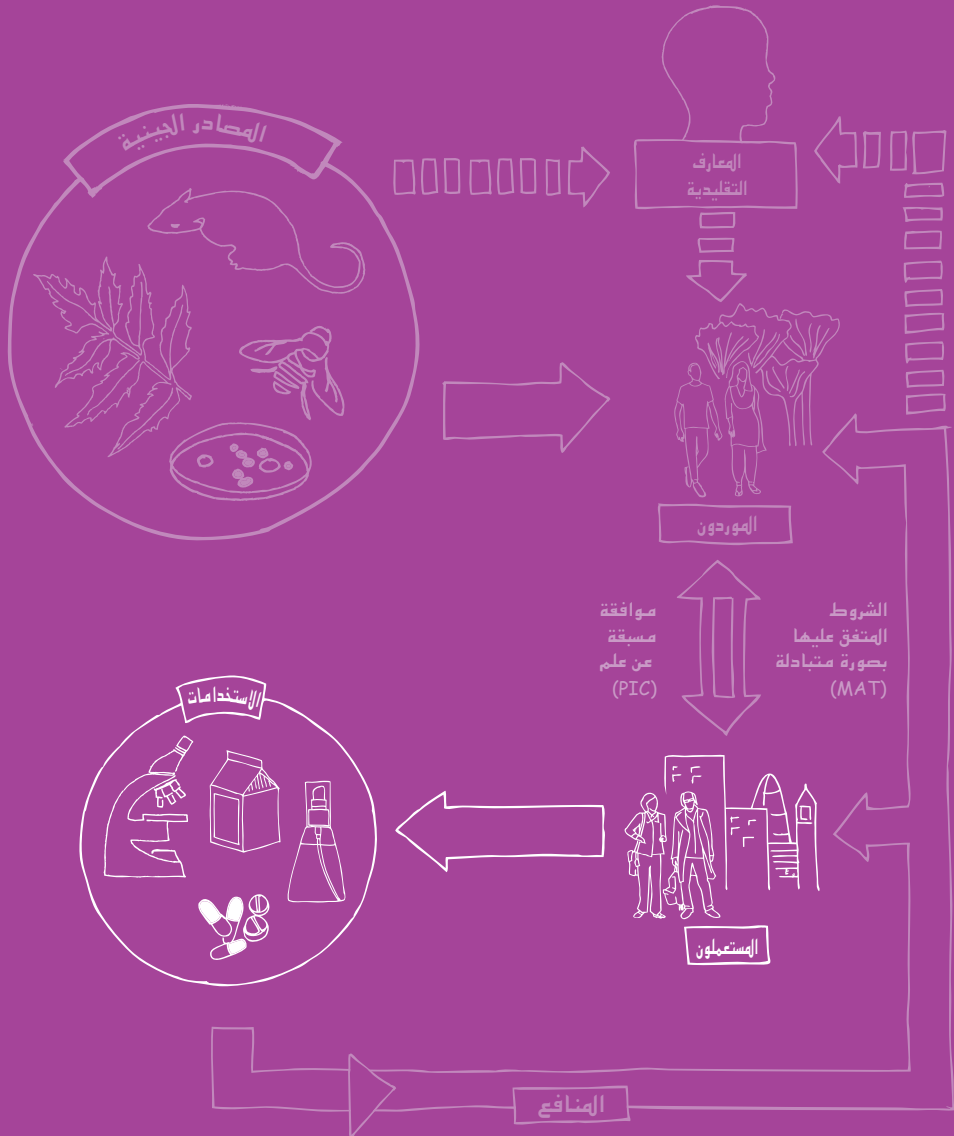 المصادر الجينية
المعارف
التقليدية
الموردون
الشروط
المتفق عليها
بصورة متبادلة
(MAT)
موافقة
مسبقة
عن علم
(PIC)
الاستخدامات
المستعملون
المنافع